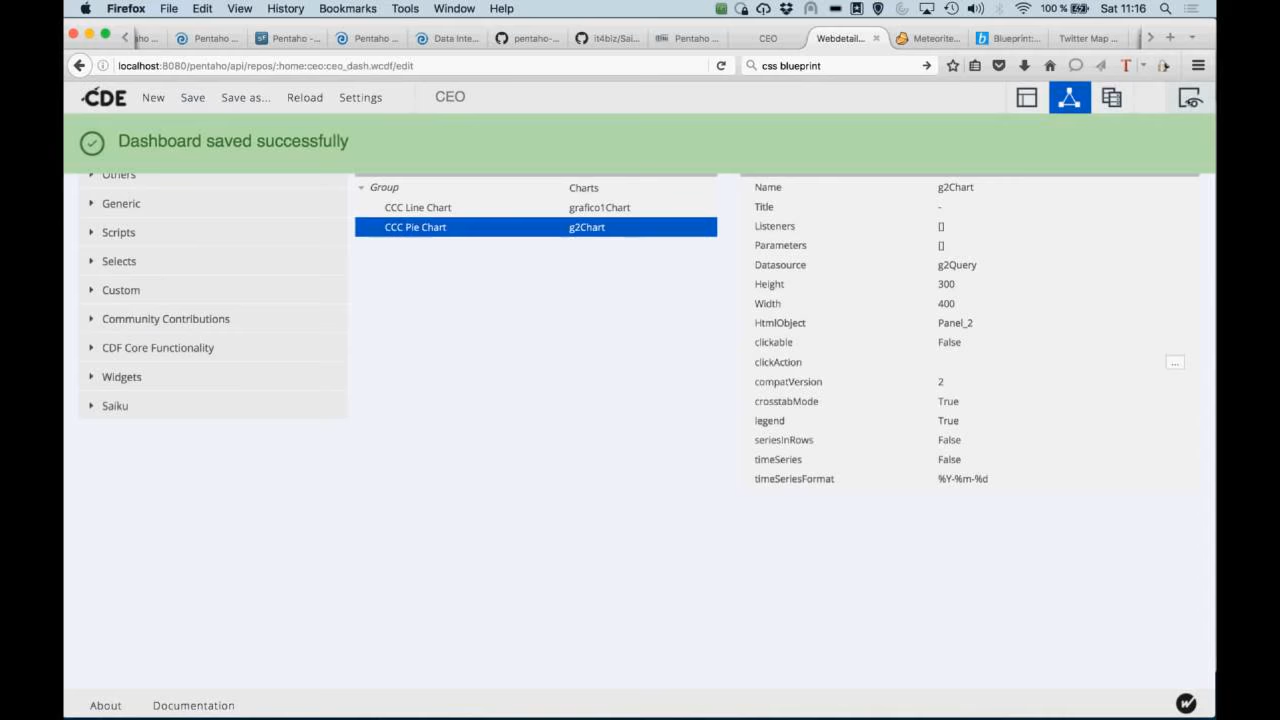 Firefox File Edit View History Bookmarks Tools Window Help 100 % Sat 11:16
ho ... Pentaho ... Pentaho -... Pentaho ... Data Inte... pentaho-... it4biz/Sai... Pentaho ... CEO Webdetail... Meteorite... Blueprint:... Twitter Map ...
localhost:8080/pentaho/api/repos/:home:ceo:ceo_dash.wcdf/edit css blueprint
CDE New Save Save as... Reload Settings CEO
Dashboard saved successfully
Others
Generic
Scripts
Selects
Custom
Community Contributions
CDF Core Functionality
Widgets
Saiku
Group Charts
CCC Line Chart grafico1Chart
CCC Pie Chart g2Chart
Name g2Chart
Title -
Listeners []
Parameters []
Datasource g2Query
Height 300
Width 400
HtmlObject Panel_2
clickable False
clickAction ...
compatVersion 2
crosstabMode True
legend True
seriesInRows False
timeSeries False
timeSeriesFormat %Y-%m-%d
About Documentation